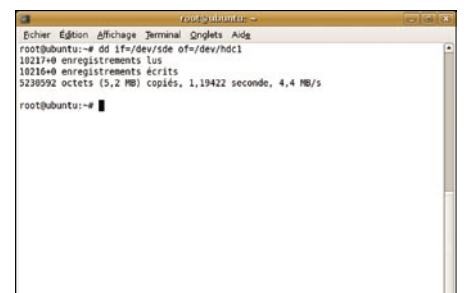 root@ubuntu: ~
Fichier Édition Affichage Terminal Onglets Aide
root@ubuntu:~# dd if=/dev/sde of=/dev/hdc1
10217+0 enregistrements lus
10216+0 enregistrements écrits
5230592 octets (5,2 MB) copiés, 1,19422 seconde, 4,4 MB/s
root@ubuntu:~#